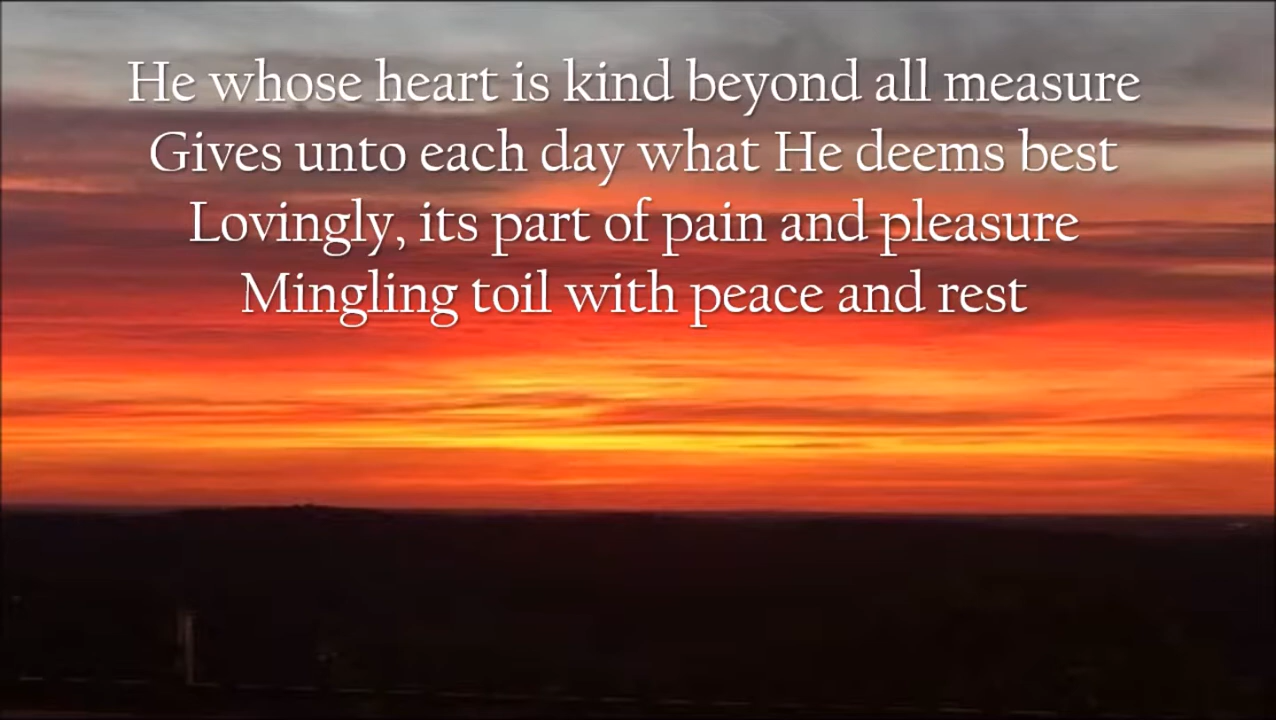 He whose heart is kind beyond all measure
Gives unto each day what He deems best
Lovingly, its part of pain and pleasure
Mingling toil with peace and rest